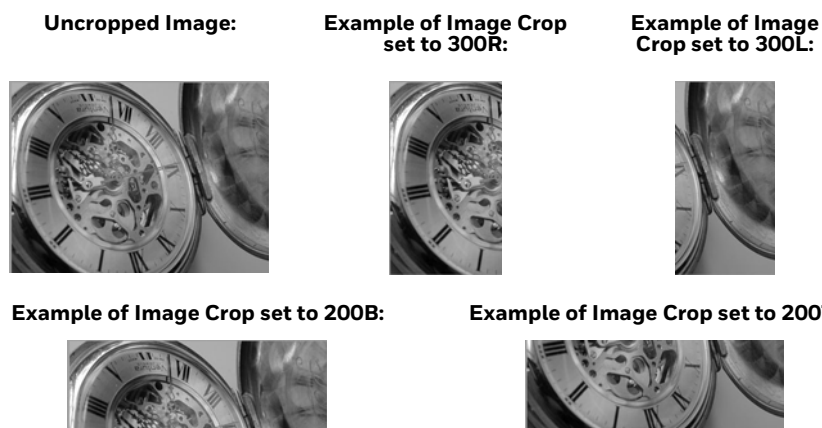 Uncropped Image:
Example of Image Crop
set to 300R:
Example of Image
Crop set to 300L:
Example of Image Crop set to 200B:
Example of Image Crop set to 200